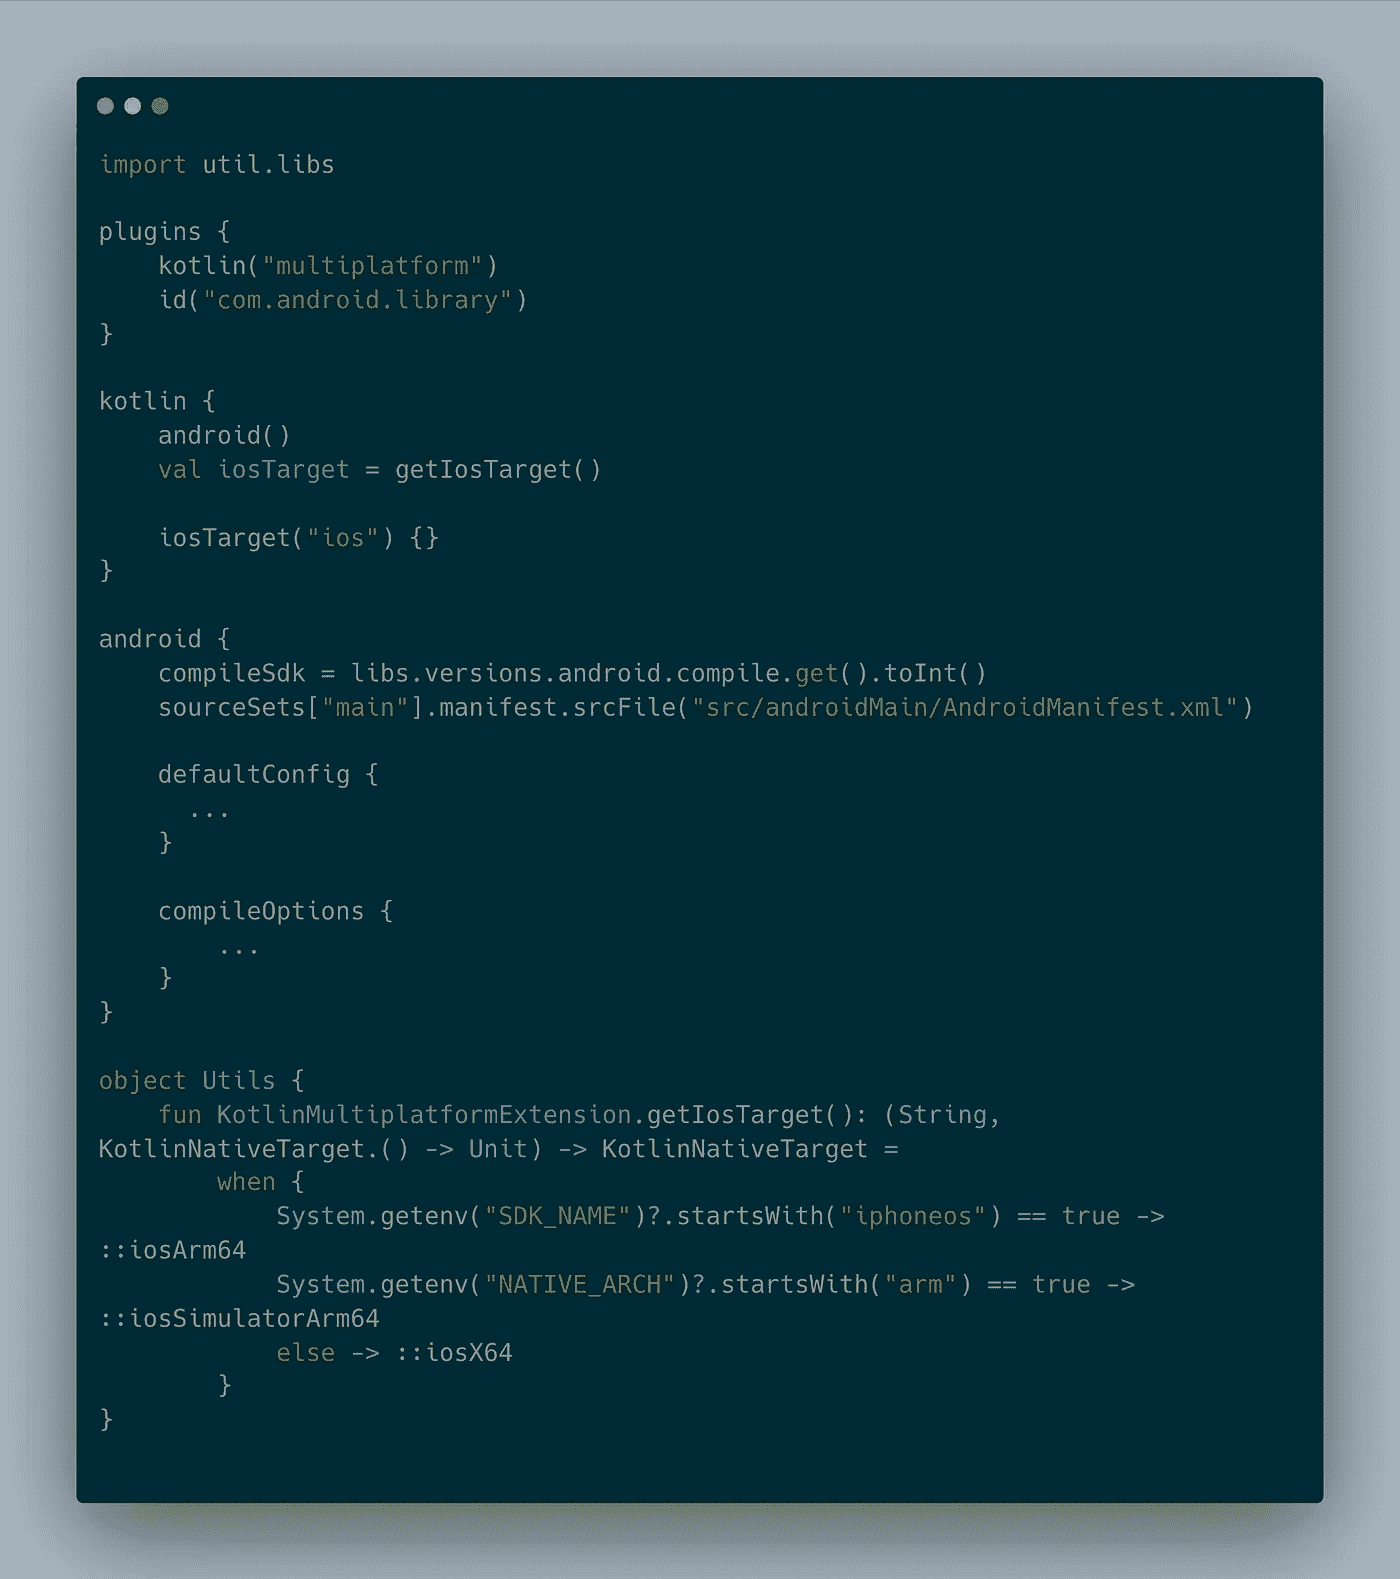 import util.libs

plugins {
    kotlin("multiplatform")
    id("com.android.library")
}

kotlin {
    android()
    val iosTarget = getIosTarget()

    iosTarget("ios") {}
}

android {
    compileSdk = libs.versions.android.compile.get().toInt()
    sourceSets["main"].manifest.srcFile("src/androidMain/AndroidManifest.xml")

    defaultConfig {
      ...
    }

    compileOptions {
        ...
    }
}

object Utils {
    fun KotlinMultiplatformExtension.getIosTarget(): (String,
KotlinNativeTarget.() -> Unit) -> KotlinNativeTarget =
        when {
            System.getenv("SDK_NAME")?.startsWith("iphoneos") == true ->
::iosArm64
            System.getenv("NATIVE_ARCH")?.startsWith("arm") == true ->
::iosSimulatorArm64
            else -> ::iosX64
        }
}